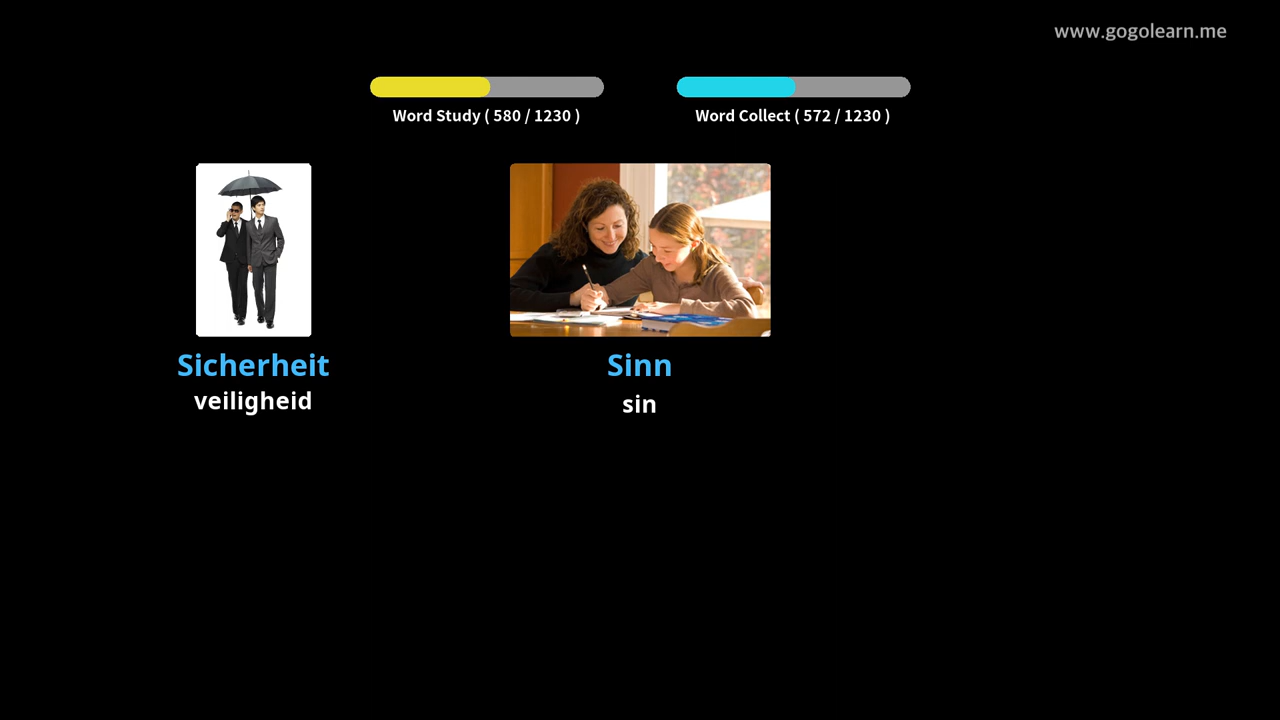 www.gogolearn.me
Word Study ( 580 / 1230 )
Word Collect ( 572 / 1230 )
Sicherheit
veiligheid
Sinn
sin